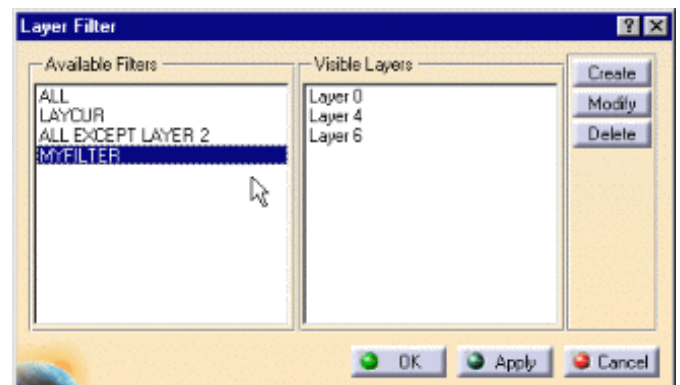 Layer Filter
Available Filters
ALL
LAYCUR
ALL EXCEPT LAYER 2
MYFILTER
Visible Layers
Layer 0
Layer 4
Layer 6
Create
Modify
Delete
OK
Apply
Cancel